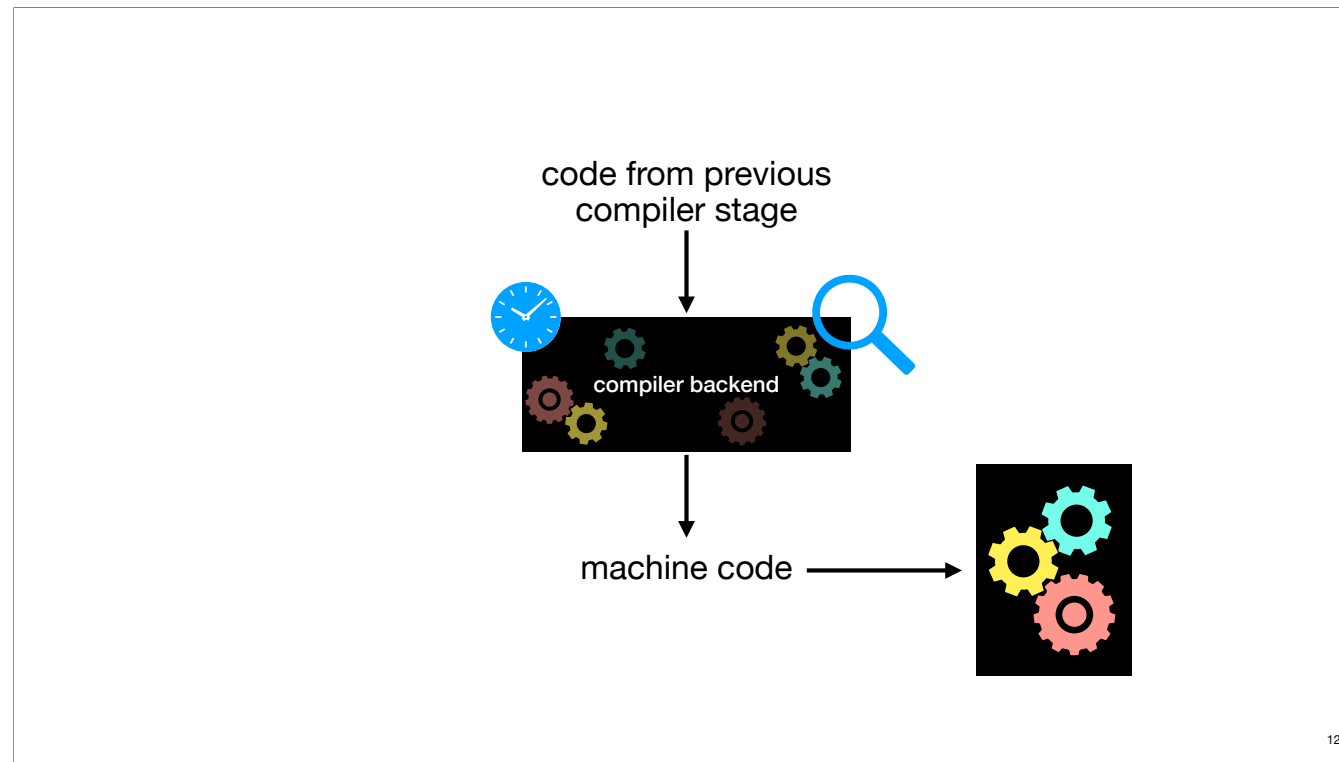 code from previous
compiler stage
compiler backend
machine code
12